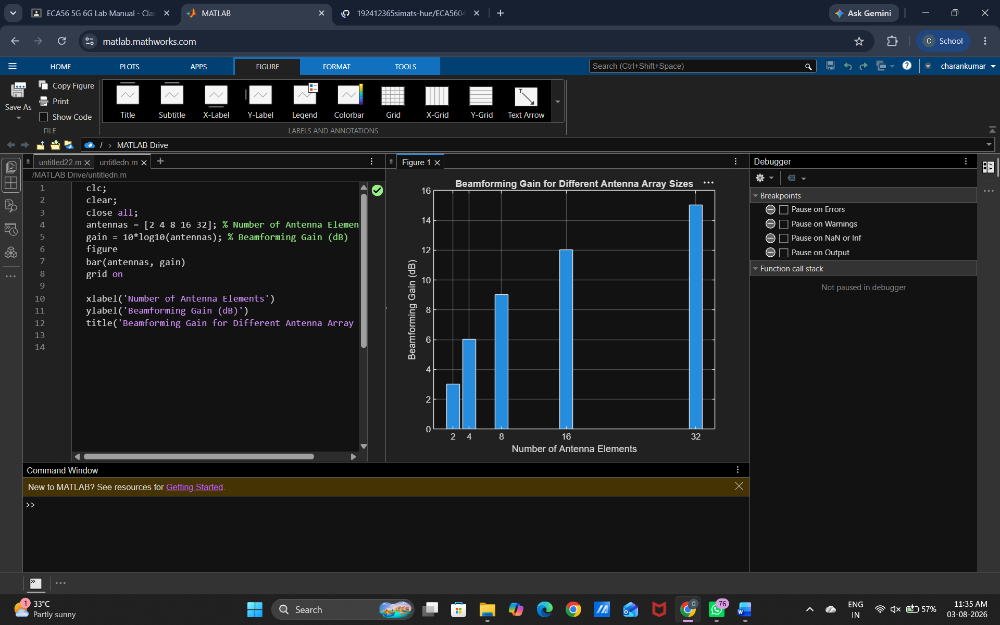 ECA56 5G 6G Lab Manual - Clas
MATLAB
192412365simats-hue/ECA5604
Ask Gemini
matlab.mathworks.com
C School
HOME PLOTS APPS FIGURE FORMAT TOOLS
Search (Ctrl+Shift+Space)
charankumar
Save As
Copy Figure
Print
Show Code
FILE
Title Subtitle X-Label Y-Label Legend Colorbar Grid X-Grid Y-Grid Text Arrow
LABELS AND ANNOTATIONS
/ › MATLAB Drive
untitled22.m untitledn.m
/MATLAB Drive/untitledn.m
1 clc;
2 clear;
3 close all;
4 antennas = [2 4 8 16 32]; % Number of Antenna Elemen
5 gain = 10*log10(antennas); % Beamforming Gain (dB)
6 figure
7 bar(antennas, gain)
8 grid on
9
10 xlabel('Number of Antenna Elements')
11 ylabel('Beamforming Gain (dB)')
12 title('Beamforming Gain for Different Antenna Array
13
14
Figure 1
Beamforming Gain for Different Antenna Array Sizes
16
14
12
10
8
6
4
2
0
Beamforming Gain (dB)
2 4 8 16 32
Number of Antenna Elements
Debugger
Breakpoints
Pause on Errors
Pause on Warnings
Pause on NaN or Inf
Pause on Output
Function call stack
Not paused in debugger
Command Window
New to MATLAB? See resources for Getting Started.
>>
1
33°C
Partly sunny
Search
C
76
ENG
IN
57%
11:35 AM
03-08-2026